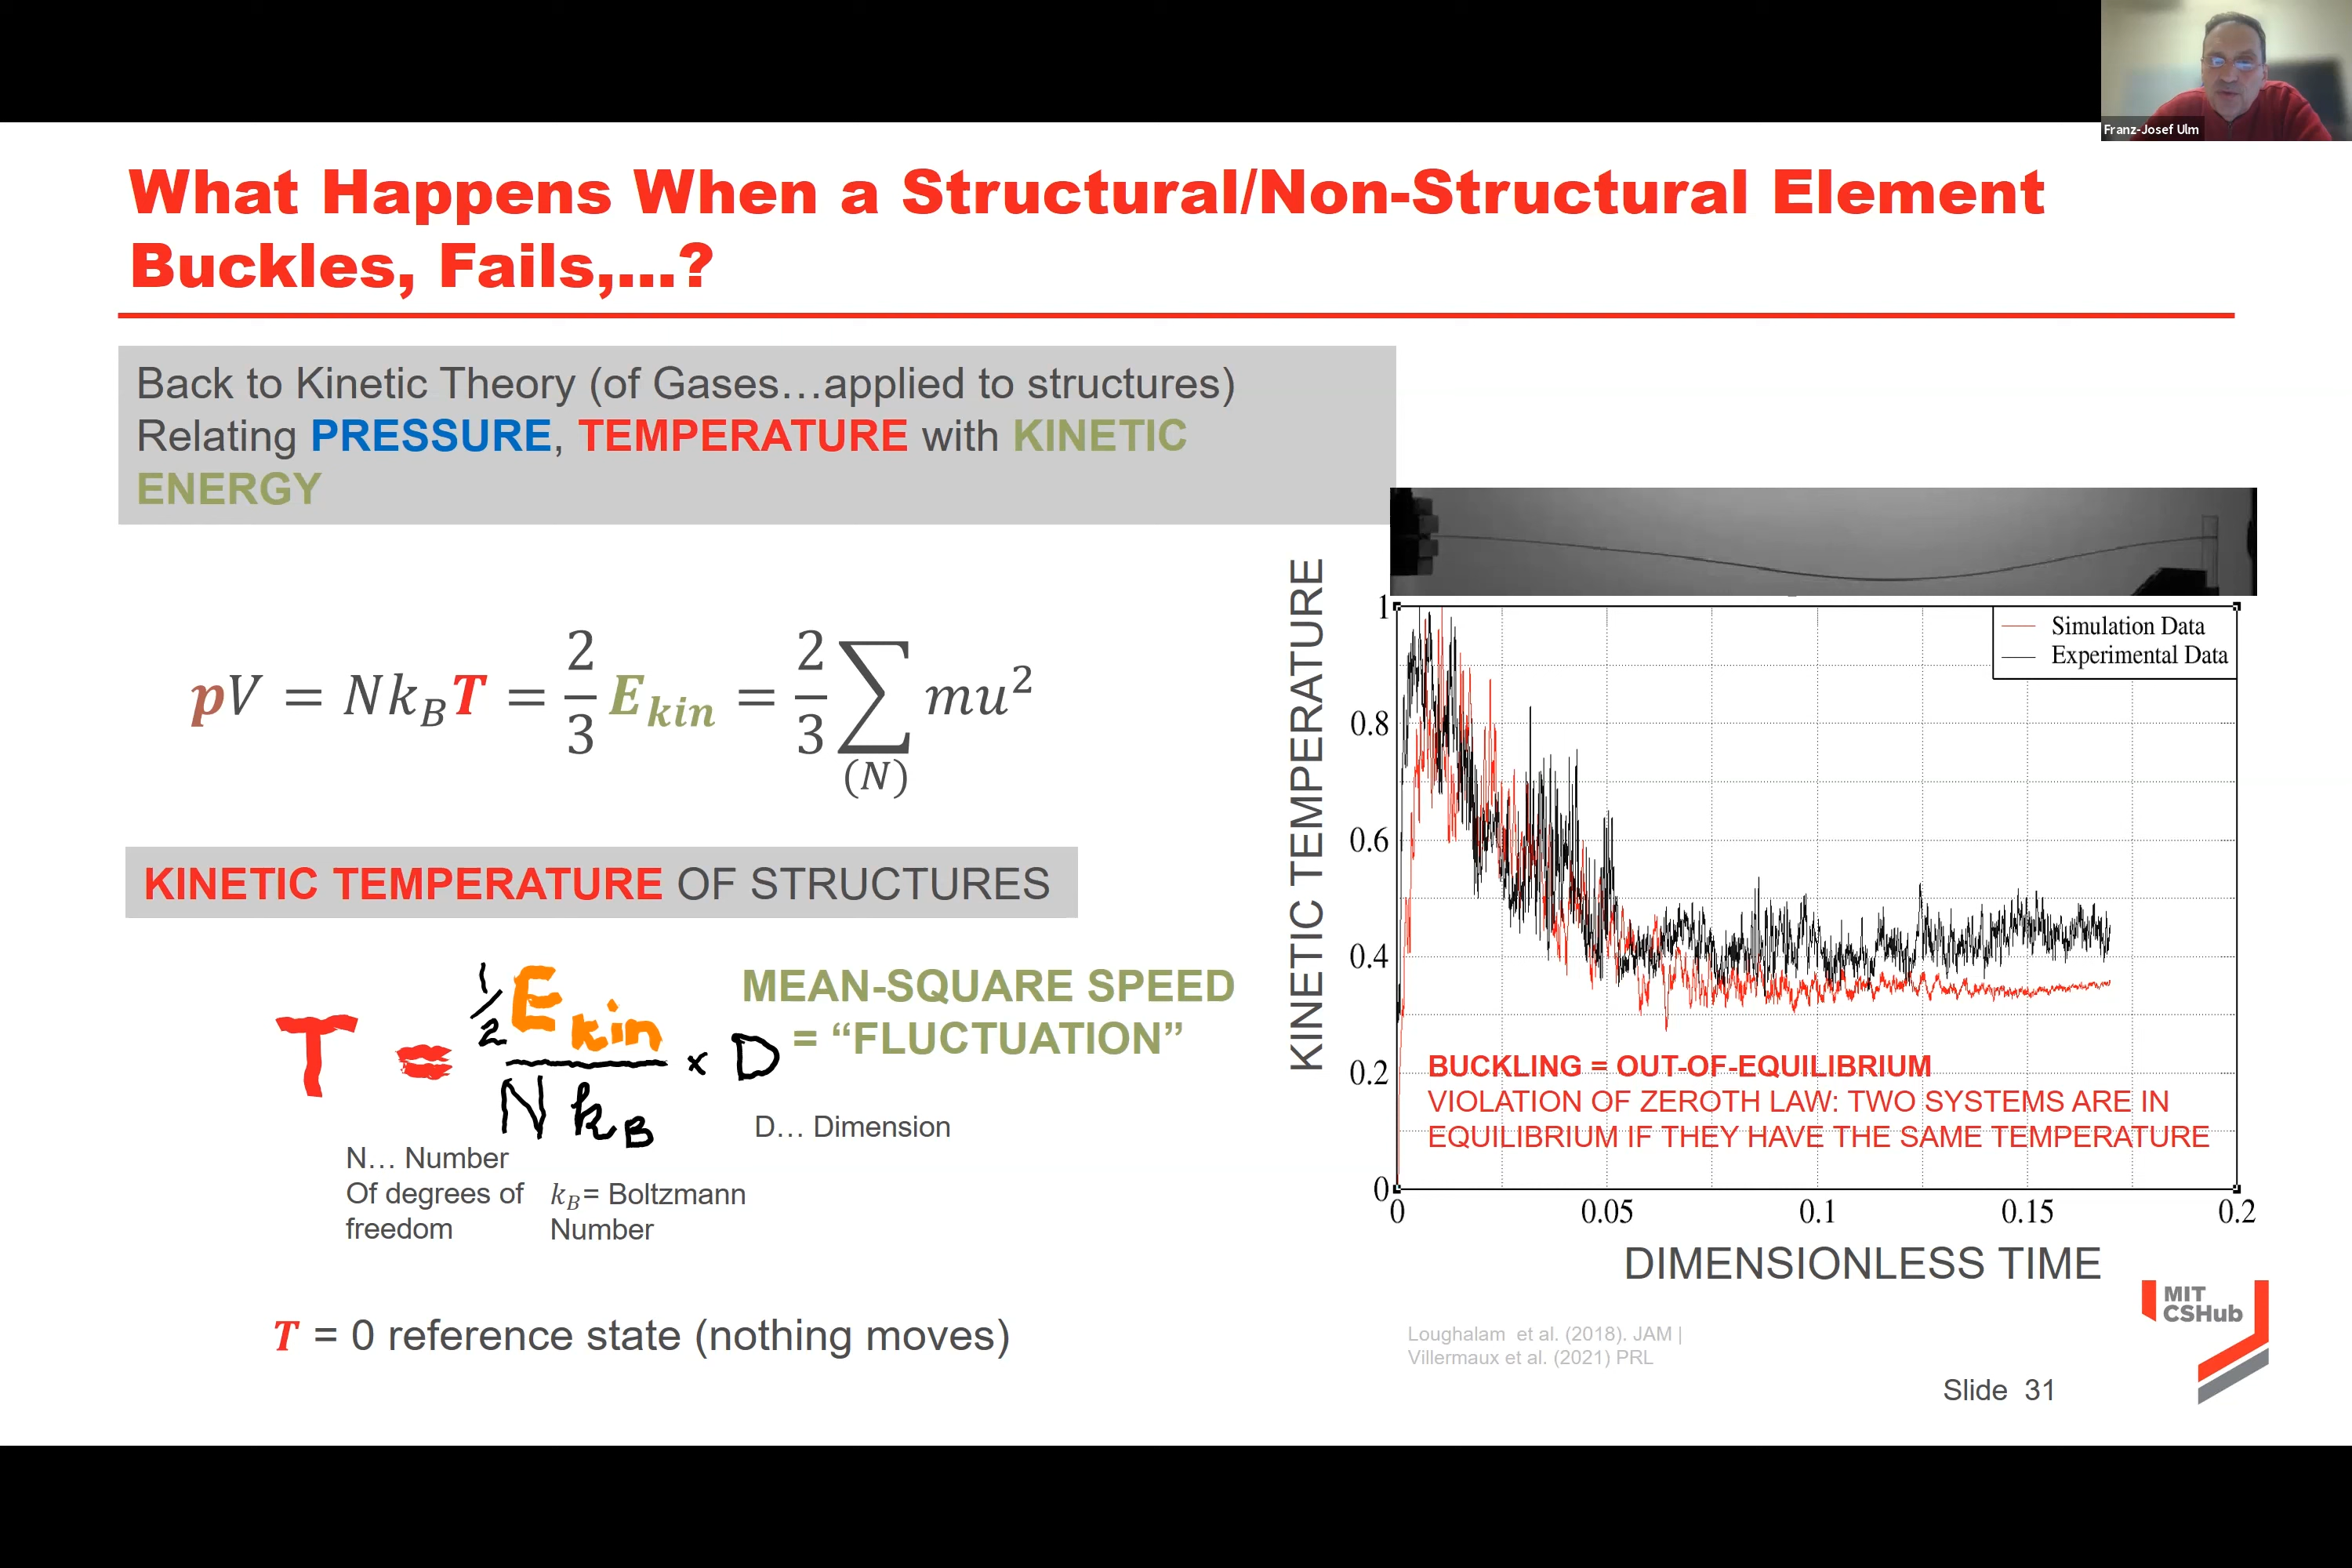 Franz-Josef Ulm
What Happens When a Structural/Non-Structural Element
Buckles, Fails,...?
Back to Kinetic Theory (of Gases…applied to structures)
Relating PRESSURE, TEMPERATURE with KINETIC
ENERGY
pV = Nk_BT = 2/3 E_kin = 2/3 ∑_(N) mu²
KINETIC TEMPERATURE OF STRUCTURES
T = 1/2 E_kin / N k_B × D
MEAN-SQUARE SPEED
= “FLUCTUATION”
D… Dimension
N… Number
Of degrees of
freedom
k_B= Boltzmann
Number
T = 0 reference state (nothing moves)
KINETIC TEMPERATURE
1
0.8
0.6
0.4
0.2
0
Simulation Data
Experimental Data
BUCKLING = OUT-OF-EQUILIBRIUM
VIOLATION OF ZEROTH LAW: TWO SYSTEMS ARE IN
EQUILIBRIUM IF THEY HAVE THE SAME TEMPERATURE
0 0.05 0.1 0.15 0.2
DIMENSIONLESS TIME
Loughalam et al. (2018). JAM |
Villermaux et al. (2021) PRL
MIT
CSHub
Slide 31